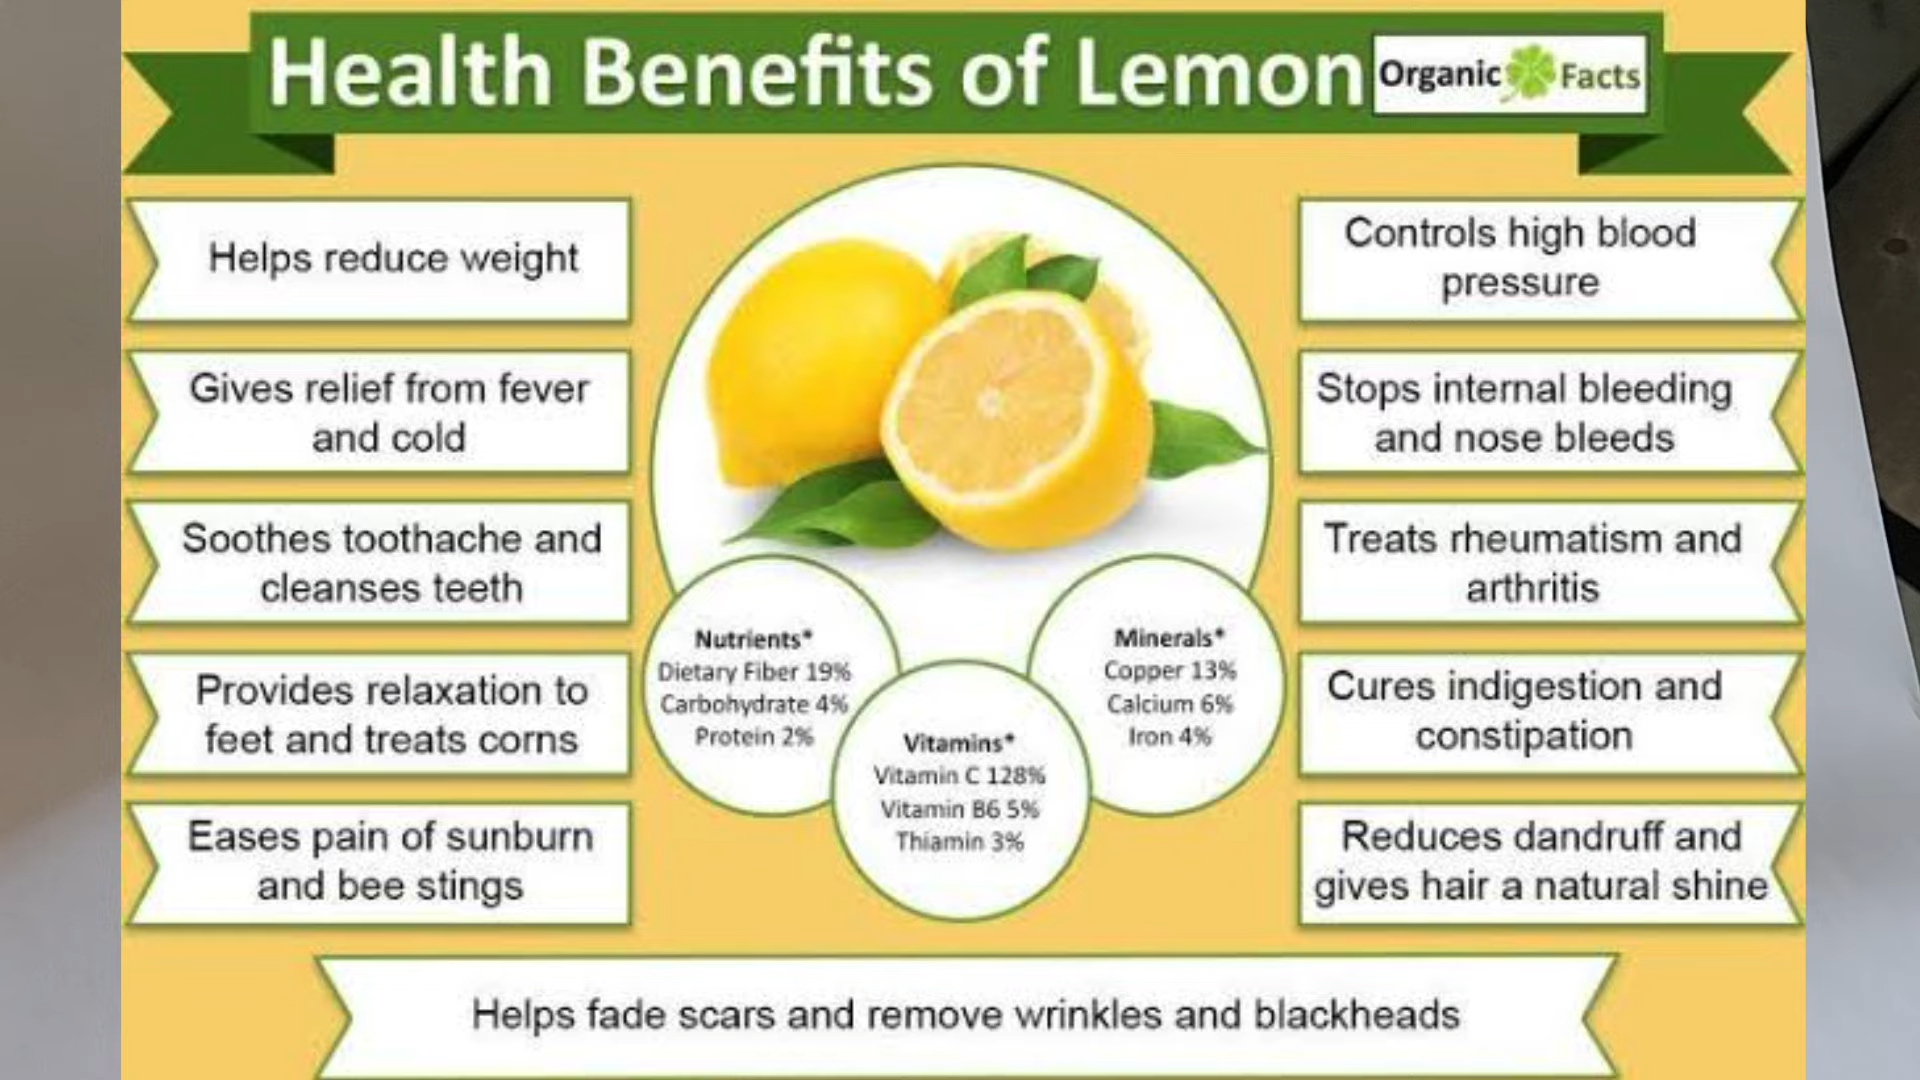 Health Benefits of Lemon
Organic Facts
Helps reduce weight
Gives relief from fever
and cold
Soothes toothache and
cleanses teeth
Provides relaxation to
feet and treats corns
Eases pain of sunburn
and bee stings
Nutrients*
Dietary Fiber 19%
Carbohydrate 4%
Protein 2%
Vitamins*
Vitamin C 128%
Vitamin B6 5%
Thiamin 3%
Minerals*
Copper 13%
Calcium 6%
Iron 4%
Controls high blood
pressure
Stops internal bleeding
and nose bleeds
Treats rheumatism and
arthritis
Cures indigestion and
constipation
Reduces dandruff and
gives hair a natural shine
Helps fade scars and remove wrinkles and blackheads